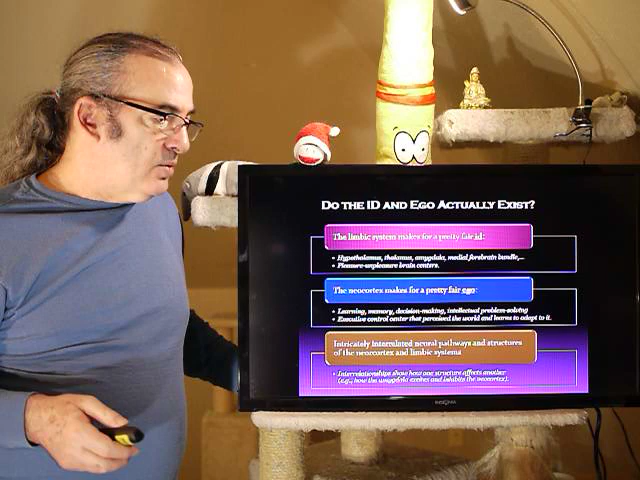 Do the ID and Ego Actually Exist?
The limbic system makes for a pretty fair id:
• Hypothalamus, thalamus, amygdala, medial forebrain bundle,...
• Pleasure-unpleasure brain centers.
The neocortex makes for a pretty fair ego:
• Learning, memory, decision-making, intellectual problem-solving
• Executive control center that perceived the world and learns to adapt to it.
Intricately interrelated neural pathways and structures
of the neocortex and limbic systems
• Interrelationships show how one structure affects another
(e.g., how the amygdala excites and inhibits the neocortex).
INSIGNIA